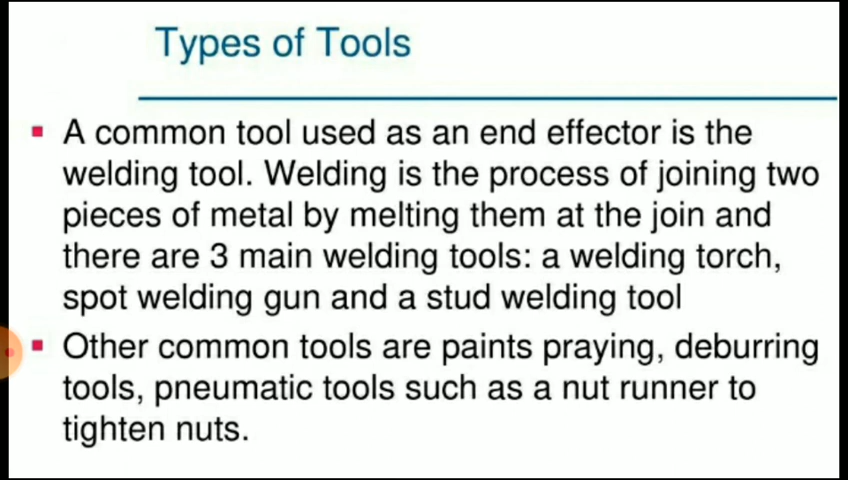 Types of Tools
A common tool used as an end effector is the
welding tool. Welding is the process of joining two
pieces of metal by melting them at the join and
there are 3 main welding tools: a welding torch,
spot welding gun and a stud welding tool
Other common tools are paints praying, deburring
tools, pneumatic tools such as a nut runner to
tighten nuts.